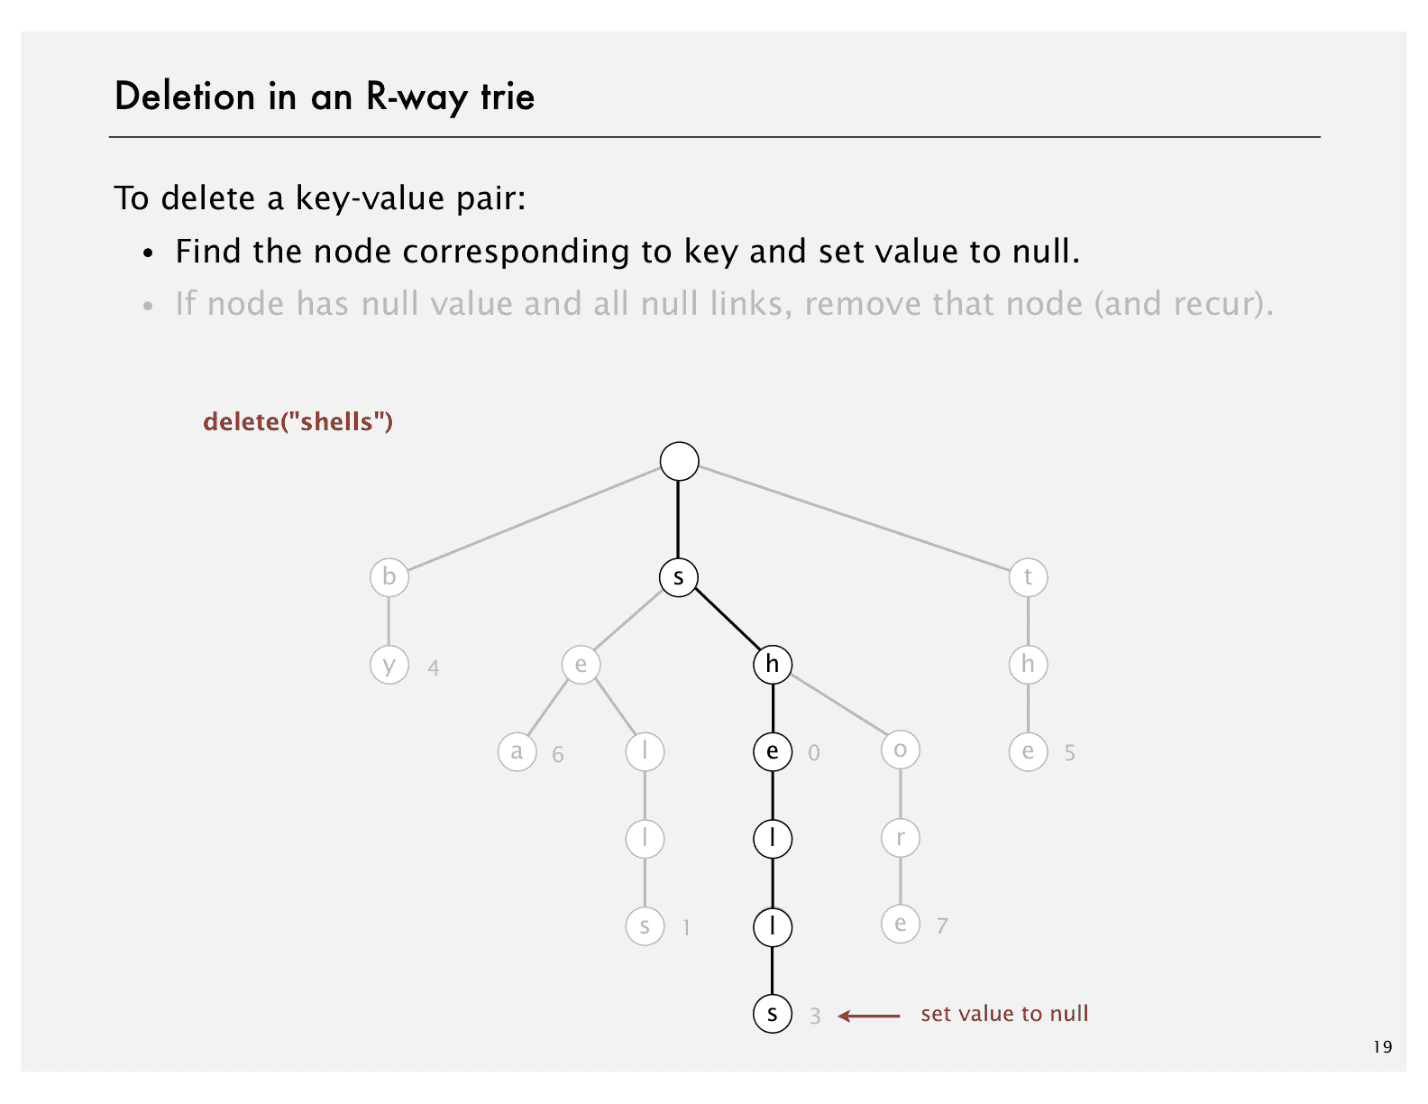 Deletion in an R-way trie
To delete a key-value pair:
• Find the node corresponding to key and set value to null.
• If node has null value and all null links, remove that node (and recur).
delete("shells")
b s t
y 4 e h h
a 6 l e 0 o e 5
l l r
s 1 l e 7
s 3 set value to null
19